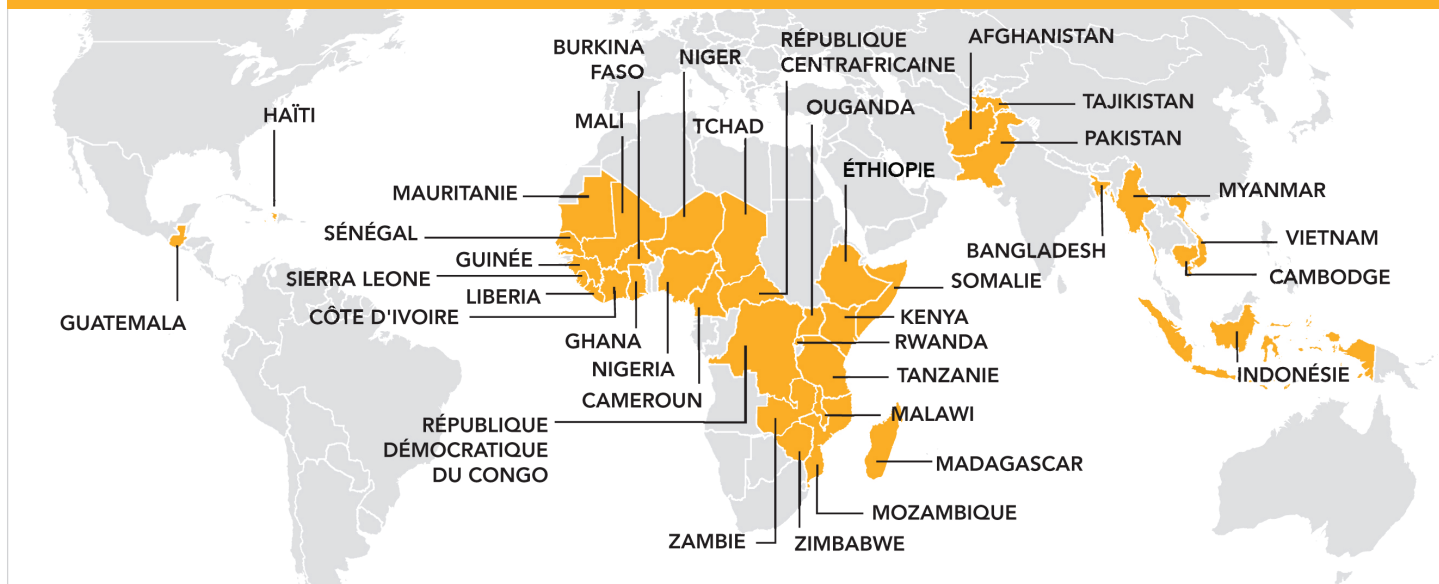 BURKINA
FASO
NIGER
RÉPUBLIQUE
CENTRAFRICAINE
AFGHANISTAN
HAÏTI
MALI
TCHAD
OUGANDA
TAJIKISTAN
PAKISTAN
ÉTHIOPIE
MAURITANIE
MYANMAR
SÉNÉGAL
GUINÉE
BANGLADESH
VIETNAM
SIERRA LEONE
SOMALIE
CAMBODGE
LIBERIA
GUATEMALA
CÔTE D'IVOIRE
KENYA
GHANA
RWANDA
NIGERIA
TANZANIE
INDONÉSIE
CAMEROUN
MALAWI
RÉPUBLIQUE
DÉMOCRATIQUE
DU CONGO
MADAGASCAR
MOZAMBIQUE
ZAMBIE
ZIMBABWE